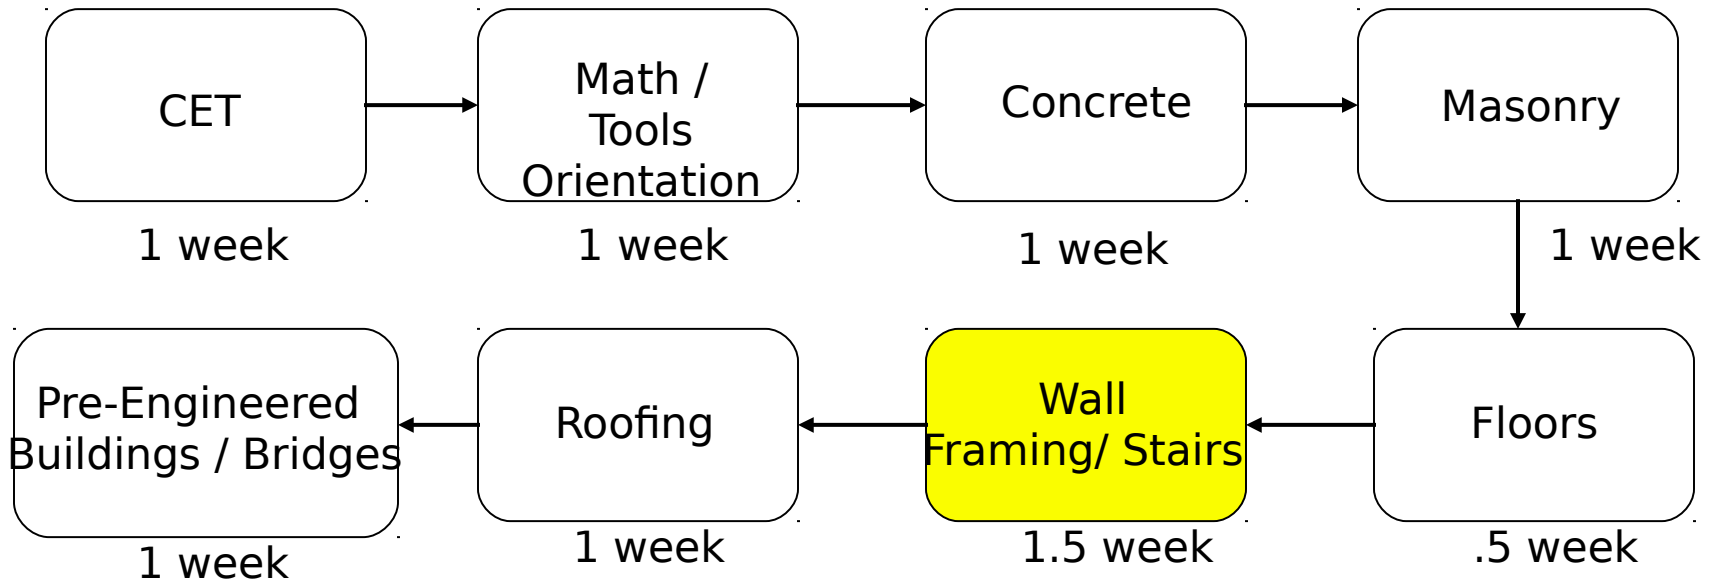 CET
Math /
Tools
Orientation
Concrete
Masonry
1 week
1 week
1 week
1 week
Pre-Engineered
Buildings / Bridges
Roofing
Wall
Framing/ Stairs
Floors
1 week
1 week
1.5 week
.5 week